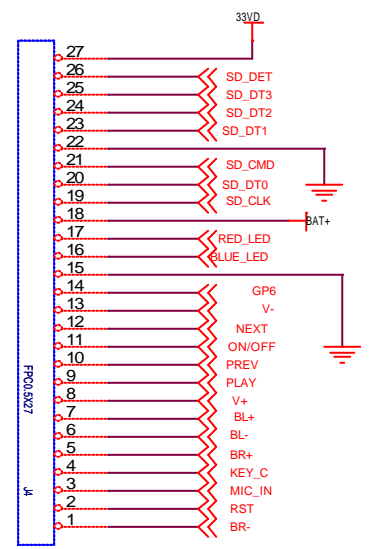 33VD
27
26 SD_DET
25 SD_DT3
24 SD_DT2
23 SD_DT1
22
21 SD_CMD
20 SD_DT0
19 SD_CLK
18 BAT+
17 RED_LED
16 BLUE_LED
15
14 GP6
13 V-
12 NEXT
11 ON/OFF
10 PREV
9 PLAY
8 V+
7 BL+
6 BL-
5 BR+
4 KEY_C
3 MIC_IN
2 RST
1 BR-
FPC0.5X27
J4